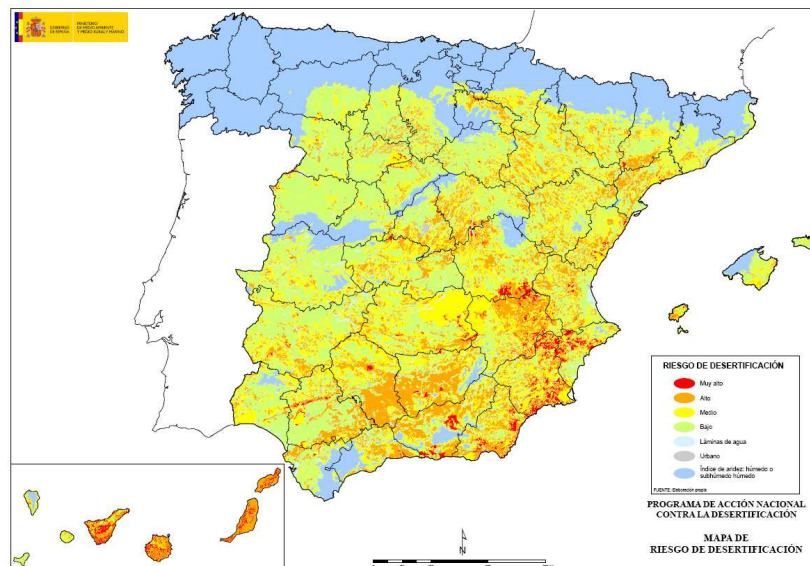 GOBIERNO
DE ESPAÑA
MINISTERIO
DE MEDIO AMBIENTE
Y MEDIO RURAL Y MARINO
RIESGO DE DESERTIFICACIÓN
Muy alto
Alto
Medio
Bajo
Láminas de agua
Urbano
Índice de aridez: húmedo o
subhúmedo húmedo
FUENTE: Elaboración propia
PROGRAMA DE ACCIÓN NACIONAL
CONTRA LA DESERTIFICACIÓN
MAPA DE
RIESGO DE DESERTIFICACIÓN
N